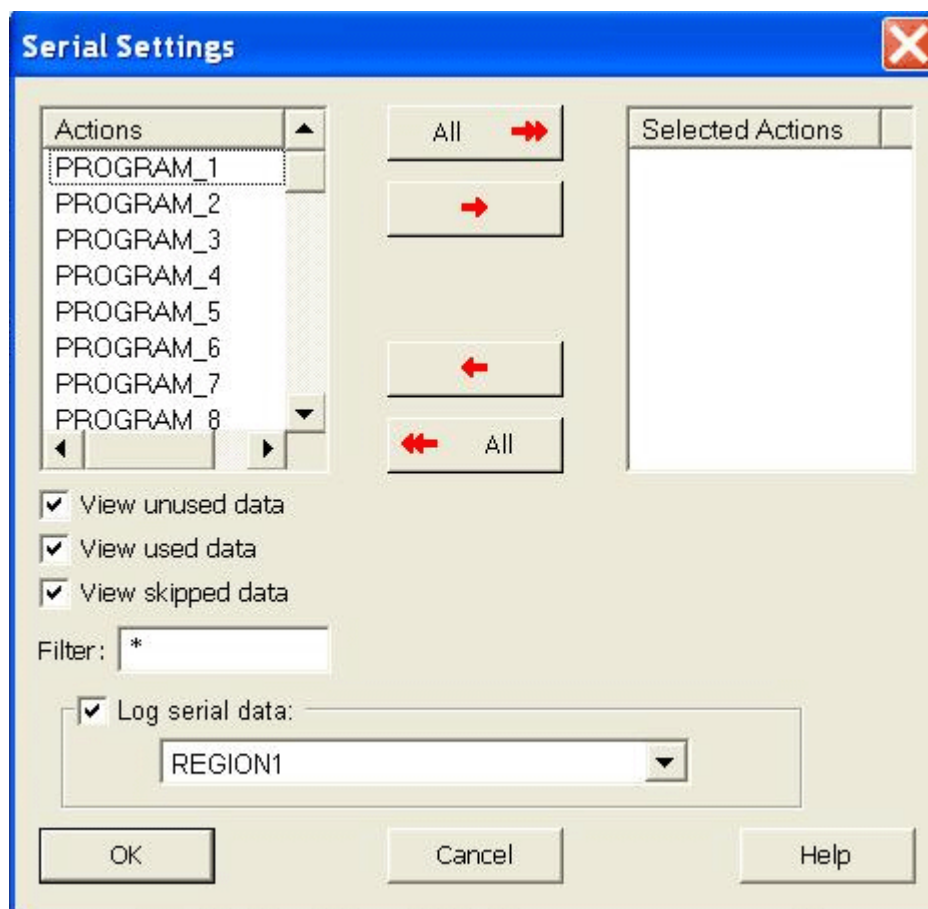 Serial Settings
Actions
PROGRAM_1
PROGRAM_2
PROGRAM_3
PROGRAM_4
PROGRAM_5
PROGRAM_6
PROGRAM_7
PROGRAM_8
All
All
Selected Actions
View unused data
View used data
View skipped data
Filter: *
Log serial data:
REGION1
OK Cancel Help